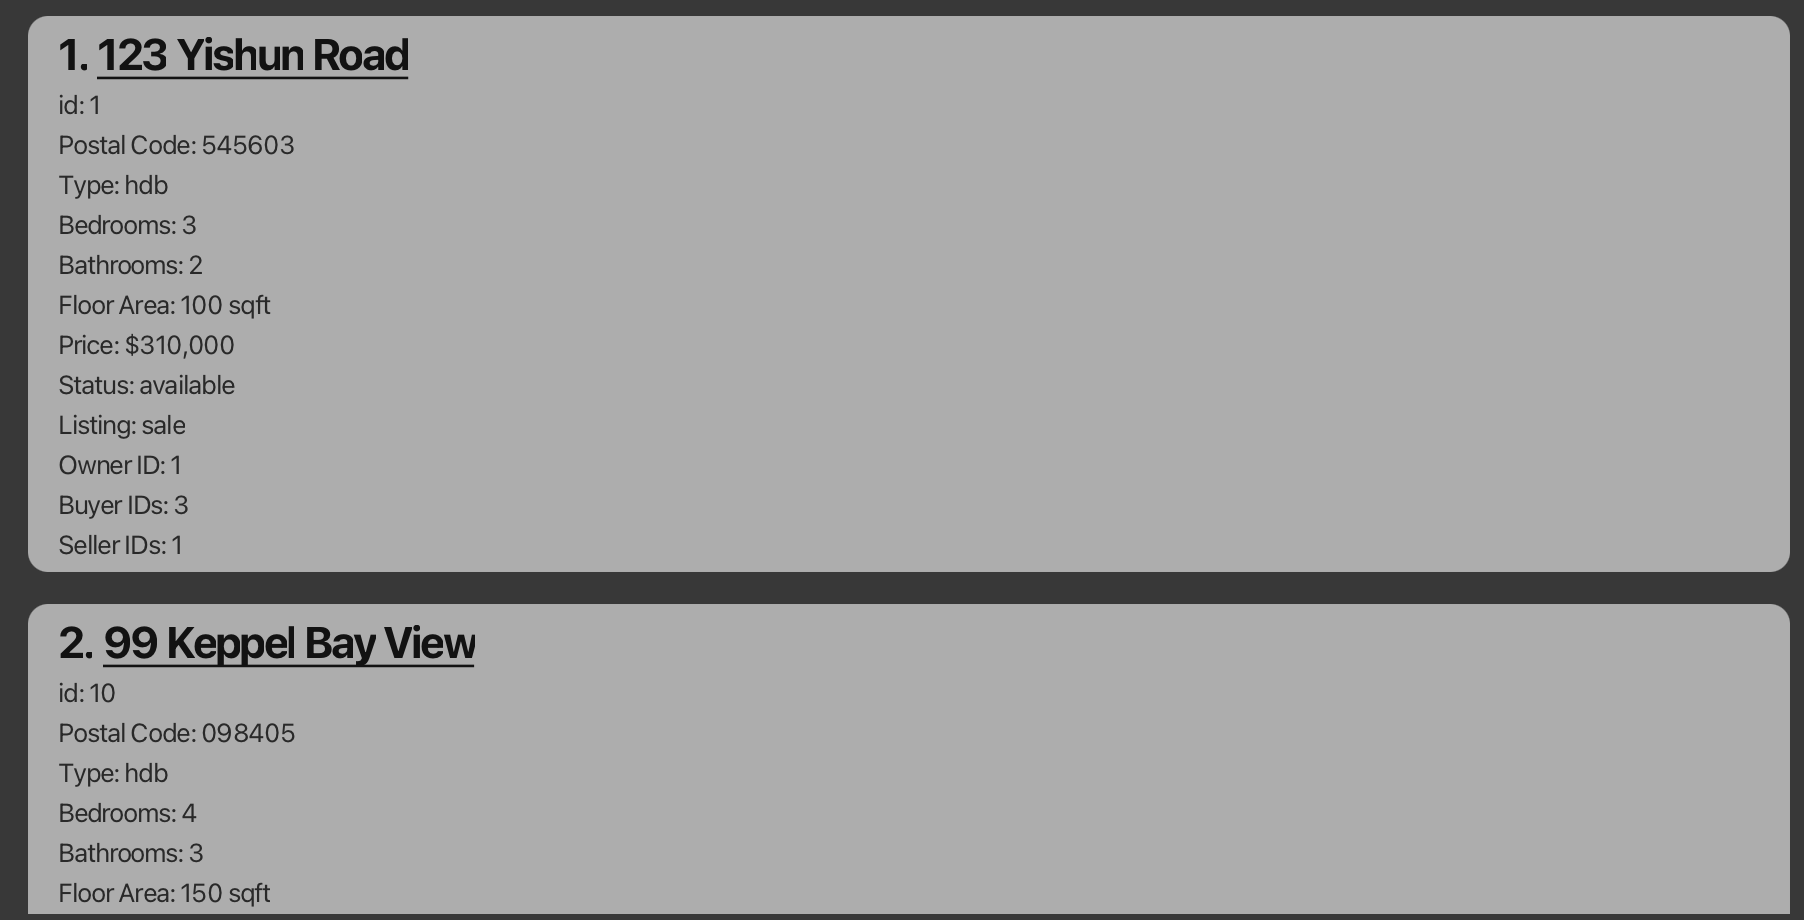 1. 123 Yishun Road
id: 1
Postal Code: 545603
Type: hdb
Bedrooms: 3
Bathrooms: 2
Floor Area: 100 sqft
Price: $310,000
Status: available
Listing: sale
Owner ID: 1
Buyer IDs: 3
Seller IDs: 1
2. 99 Keppel Bay View
id: 10
Postal Code: 098405
Type: hdb
Bedrooms: 4
Bathrooms: 3
Floor Area: 150 sqft